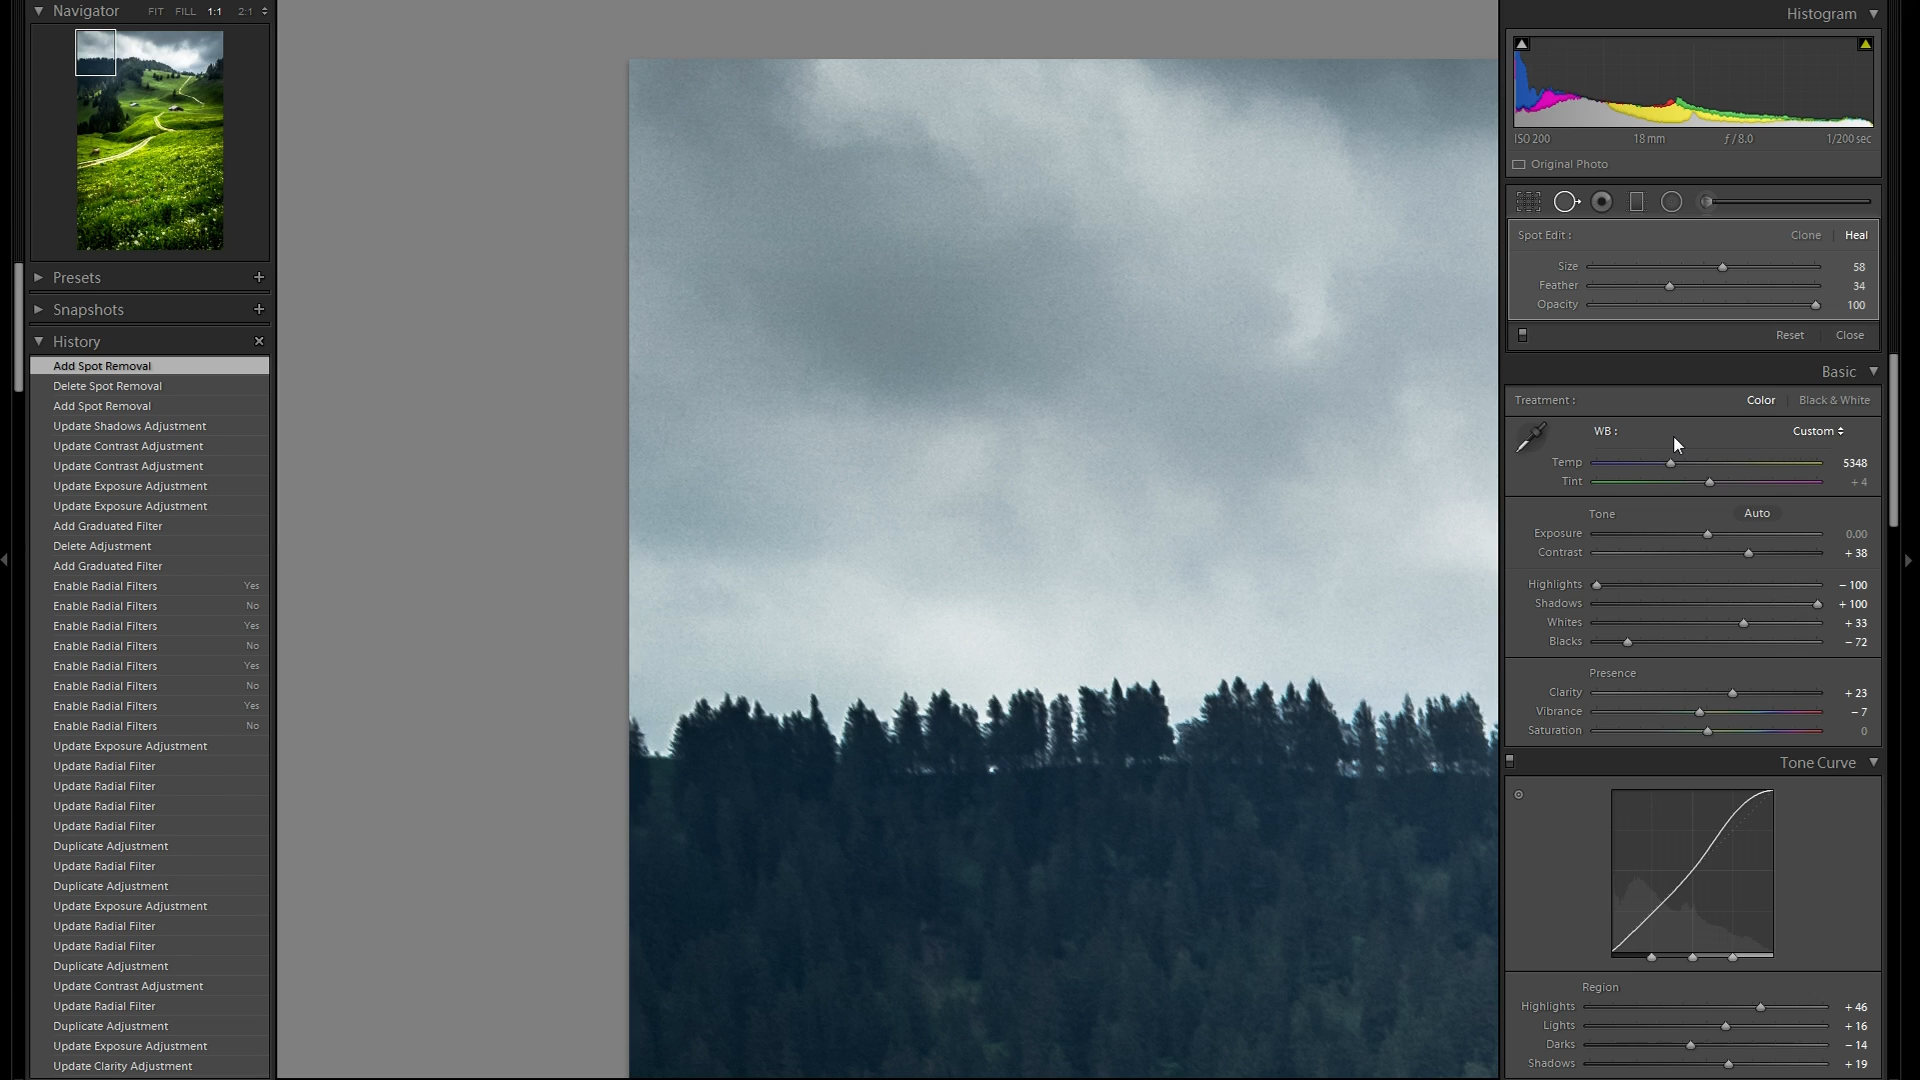 Navigator FIT FILL 1:1 2:1
Presets
Snapshots
History
Add Spot Removal
Delete Spot Removal
Add Spot Removal
Update Shadows Adjustment
Update Contrast Adjustment
Update Contrast Adjustment
Update Exposure Adjustment
Update Exposure Adjustment
Add Graduated Filter
Delete Adjustment
Add Graduated Filter
Enable Radial Filters Yes
Enable Radial Filters No
Enable Radial Filters Yes
Enable Radial Filters No
Enable Radial Filters Yes
Enable Radial Filters No
Enable Radial Filters Yes
Enable Radial Filters No
Update Exposure Adjustment
Update Radial Filter
Update Radial Filter
Update Radial Filter
Update Radial Filter
Duplicate Adjustment
Update Radial Filter
Duplicate Adjustment
Update Exposure Adjustment
Update Radial Filter
Update Radial Filter
Duplicate Adjustment
Update Contrast Adjustment
Update Radial Filter
Duplicate Adjustment
Update Exposure Adjustment
Update Clarity Adjustment
Histogram
ISO 200 18 mm ƒ / 8.0 1/200 sec
Original Photo
Spot Edit : Clone | Heal
Size 58
Feather 34
Opacity 100
Reset Close
Basic
Treatment : Color | Black & White
WB : Custom
Temp 5348
Tint + 4
Tone Auto
Exposure 0.00
Contrast + 38
Highlights − 100
Shadows + 100
Whites + 33
Blacks − 72
Presence
Clarity + 23
Vibrance − 7
Saturation 0
Tone Curve
Region
Highlights + 46
Lights + 16
Darks − 14
Shadows + 19